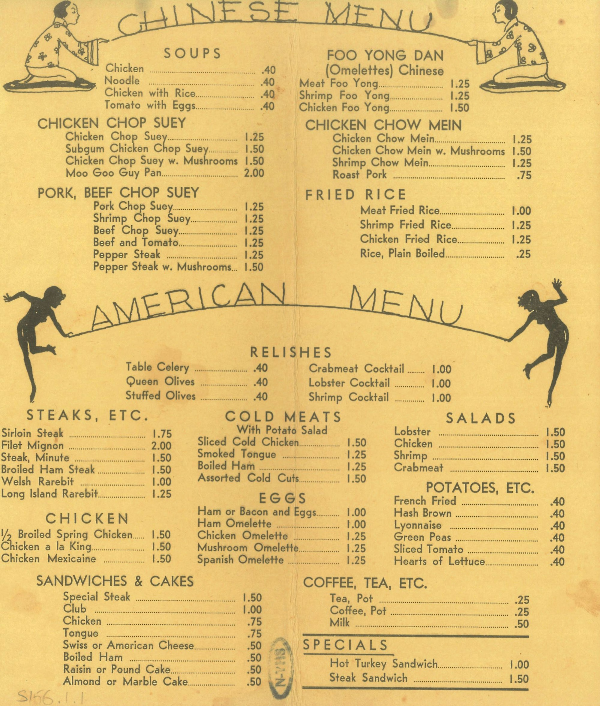 CHINESE MENU
SOUPS
Chicken .40
Noodle .40
Chicken with Rice .40
Tomato with Eggs .40
FOO YONG DAN
(Omelettes) Chinese
Meat Foo Yong 1.25
Shrimp Foo Yong 1.25
Chicken Foo Yong 1.50
CHICKEN CHOP SUEY
Chicken Chop Suey 1.25
Subgum Chicken Chop Suey 1.50
Chicken Chop Suey w. Mushrooms 1.50
Moo Goo Guy Pan 2.00
CHICKEN CHOW MEIN
Chicken Chow Mein 1.25
Chicken Chow Mein w. Mushrooms 1.50
Shrimp Chow Mein 1.25
Roast Pork .75
PORK, BEEF CHOP SUEY
Pork Chop Suey 1.25
Shrimp Chop Suey 1.25
Beef Chop Suey 1.25
Beef and Tomato 1.25
Pepper Steak 1.25
Pepper Steak w. Mushrooms 1.50
FRIED RICE
Meat Fried Rice 1.00
Shrimp Fried Rice 1.25
Chicken Fried Rice 1.25
Rice, Plain Boiled .25
AMERICAN MENU
RELISHES
Table Celery .40
Queen Olives .40
Stuffed Olives .40
Crabmeat Cocktail 1.00
Lobster Cocktail 1.00
Shrimp Cocktail 1.00
STEAKS, ETC.
Sirloin Steak 1.75
Filet Mignon 2.00
Steak, Minute 1.50
Broiled Ham Steak 1.50
Welsh Rarebit 1.00
Long Island Rarebit 1.25
CHICKEN
1/2 Broiled Spring Chicken 1.50
Chicken a la King 1.50
Chicken Mexicaine 1.50
COLD MEATS
With Potato Salad
Sliced Cold Chicken 1.50
Smoked Tongue 1.25
Boiled Ham 1.25
Assorted Cold Cuts 1.50
EGGS
Ham or Bacon and Eggs 1.00
Ham Omelette 1.00
Chicken Omelette 1.25
Mushroom Omelette 1.25
Spanish Omelette 1.25
SALADS
Lobster 1.50
Chicken 1.50
Shrimp 1.50
Crabmeat 1.50
POTATOES, ETC.
French Fried .40
Hash Brown .40
Lyonnaise .40
Green Peas .40
Sliced Tomato .40
Hearts of Lettuce .40
SANDWICHES & CAKES
Special Steak 1.50
Club 1.00
Chicken .75
Tongue .75
Swiss or American Cheese .50
Boiled Ham .50
Raisin or Pound Cake .50
Almond or Marble Cake .50
COFFEE, TEA, ETC.
Tea, Pot .25
Coffee, Pot .25
Milk .50
SPECIALS
Hot Turkey Sandwich 1.00
Steak Sandwich 1.50